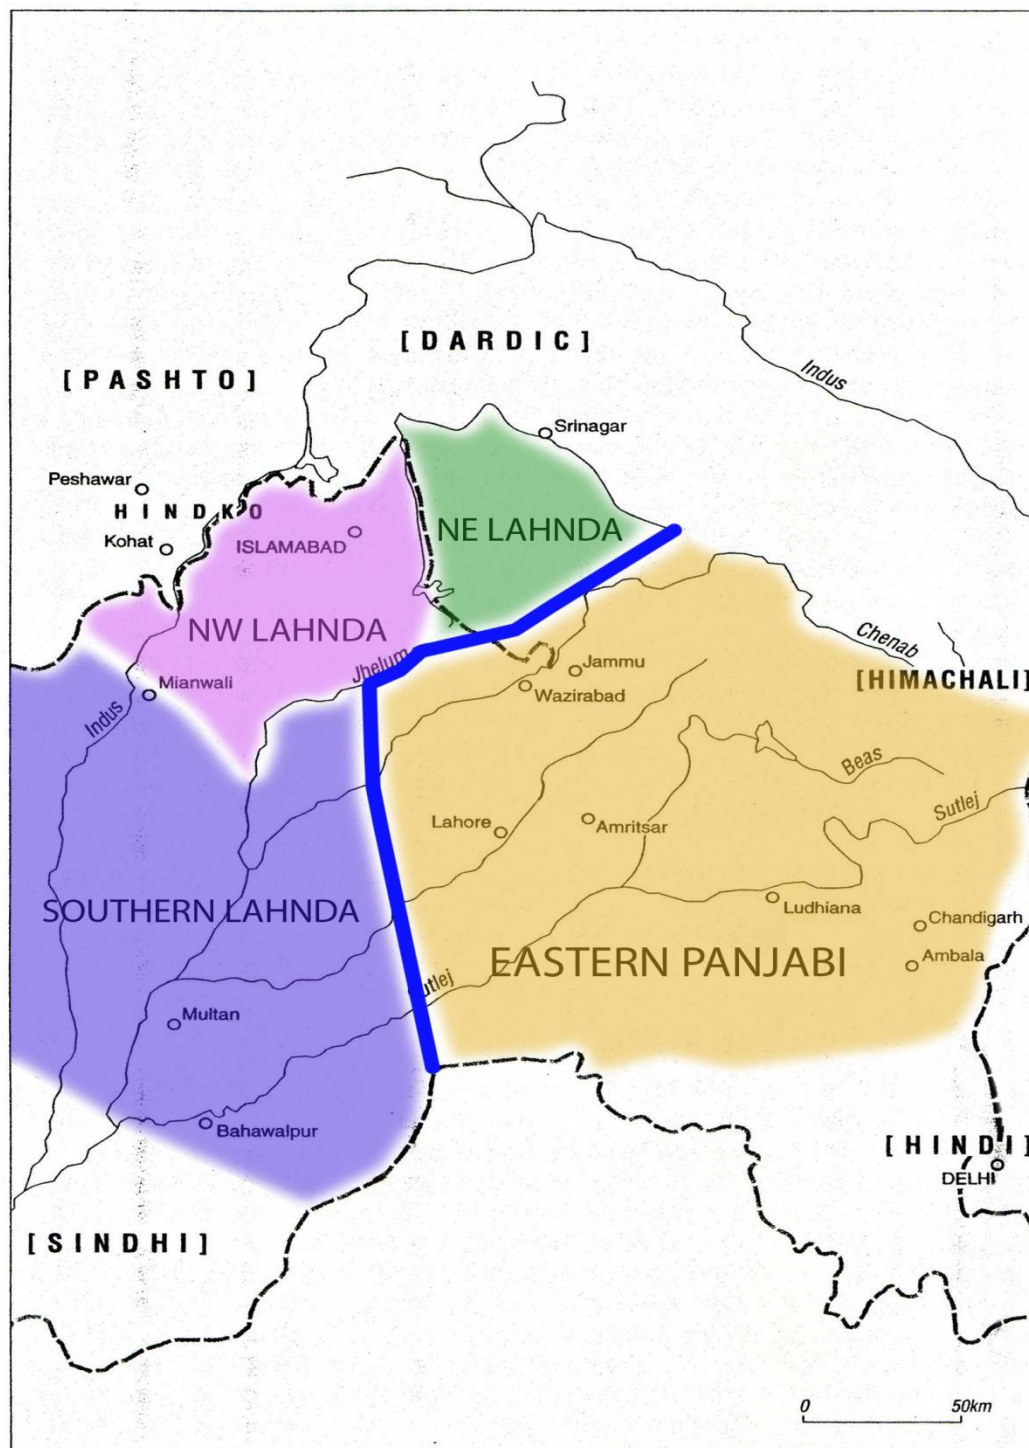 [DARDIC]
[PASHTO]
Indus
Srinagar
Peshawar
HINDKO
NE LAHNDA
Kohat
ISLAMABAD
NW LAHNDA
Chenab
Jhelum
Jammu
[HIMACHALI]
Mianwali
Wazirabad
Indus
Beas
Sutlej
Lahore
Amritsar
SOUTHERN LAHNDA
Ludhiana
Chandigarh
EASTERN PANJABI
Ambala
Sutlej
Multan
Bahawalpur
[HINDI]
DELHI
[SINDHI]
0 50km